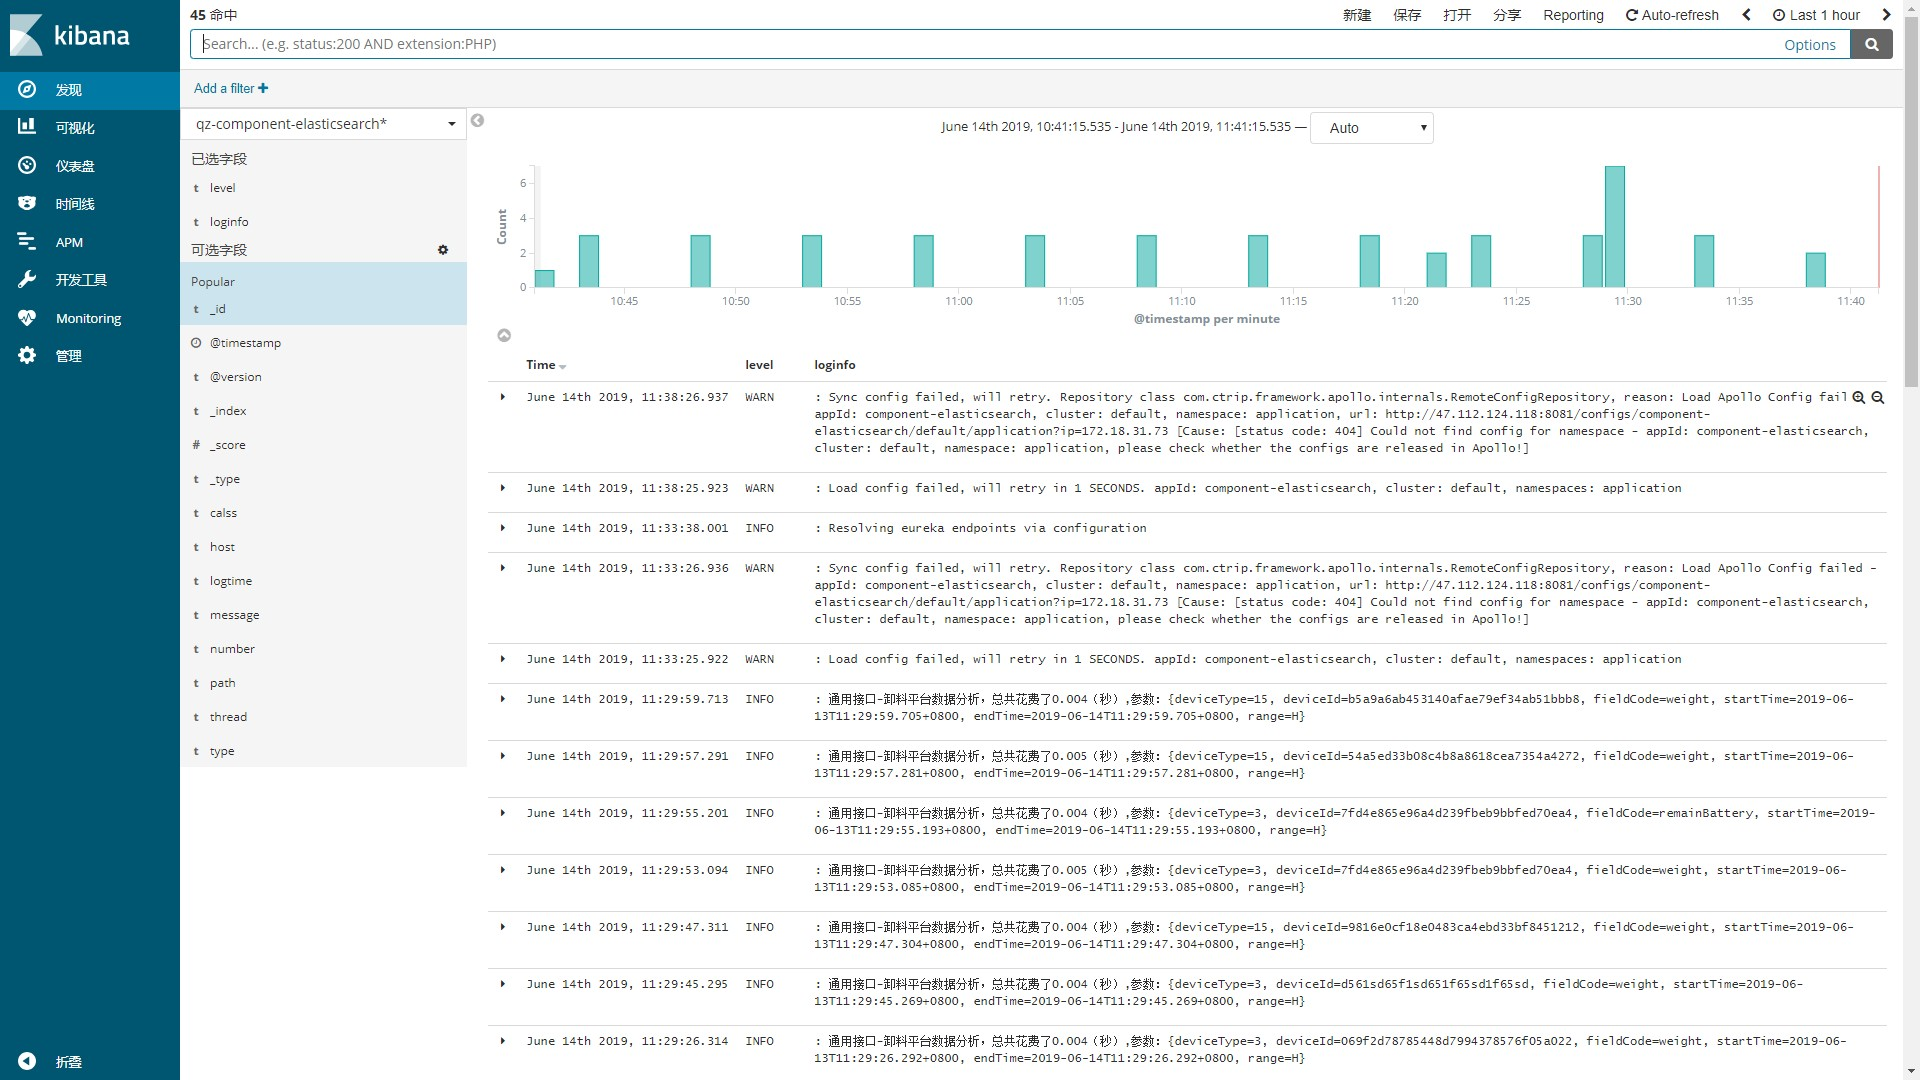 kibana
发现
可视化
仪表盘
时间线
APM
开发工具
Monitoring
管理
折叠
45 命中
新建 保存 打开 分享 Reporting Auto-refresh Last 1 hour
Search... (e.g. status:200 AND extension:PHP)
Options
Add a filter
qz-component-elasticsearch*
已选字段
t level
t loginfo
可选字段
Popular
t _id
@timestamp
t @version
t _index
# _score
t _type
t calss
t host
t logtime
t message
t number
t path
t thread
t type
June 14th 2019, 10:41:15.535 - June 14th 2019, 11:41:15.535 — Auto
Count
6
4
2
0
10:45 10:50 10:55 11:00 11:05 11:10 11:15 11:20 11:25 11:30 11:35 11:40
@timestamp per minute
Time level loginfo
June 14th 2019, 11:38:26.937 WARN : Sync config failed, will retry. Repository class com.ctrip.framework.apollo.internals.RemoteConfigRepository, reason: Load Apollo Config fail
appId: component-elasticsearch, cluster: default, namespace: application, url: http://47.112.124.118:8081/configs/component-
elasticsearch/default/application?ip=172.18.31.73 [Cause: [status code: 404] Could not find config for namespace - appId: component-elasticsearch,
cluster: default, namespace: application, please check whether the configs are released in Apollo!]
June 14th 2019, 11:38:25.923 WARN : Load config failed, will retry in 1 SECONDS. appId: component-elasticsearch, cluster: default, namespaces: application
June 14th 2019, 11:33:38.001 INFO : Resolving eureka endpoints via configuration
June 14th 2019, 11:33:26.936 WARN : Sync config failed, will retry. Repository class com.ctrip.framework.apollo.internals.RemoteConfigRepository, reason: Load Apollo Config failed -
appId: component-elasticsearch, cluster: default, namespace: application, url: http://47.112.124.118:8081/configs/component-
elasticsearch/default/application?ip=172.18.31.73 [Cause: [status code: 404] Could not find config for namespace - appId: component-elasticsearch,
cluster: default, namespace: application, please check whether the configs are released in Apollo!]
June 14th 2019, 11:33:25.922 WARN : Load config failed, will retry in 1 SECONDS. appId: component-elasticsearch, cluster: default, namespaces: application
June 14th 2019, 11:29:59.713 INFO : 通用接口-卸料平台数据分析，总共花费了0.004（秒）,参数: {deviceType=15, deviceId=b5a9a6ab453140afae79ef34ab51bbb8, fieldCode=weight, startTime=2019-06-
13T11:29:59.705+0800, endTime=2019-06-14T11:29:59.705+0800, range=H}
June 14th 2019, 11:29:57.291 INFO : 通用接口-卸料平台数据分析，总共花费了0.005（秒）,参数: {deviceType=15, deviceId=54a5ed33b08c4b8a8618cea7354a4272, fieldCode=weight, startTime=2019-06-
13T11:29:57.281+0800, endTime=2019-06-14T11:29:57.281+0800, range=H}
June 14th 2019, 11:29:55.201 INFO : 通用接口-卸料平台数据分析，总共花费了0.004（秒）,参数: {deviceType=3, deviceId=7fd4e865e96a4d239fbeb9bbfed70ea4, fieldCode=remainBattery, startTime=2019-
06-13T11:29:55.193+0800, endTime=2019-06-14T11:29:55.193+0800, range=H}
June 14th 2019, 11:29:53.094 INFO : 通用接口-卸料平台数据分析，总共花费了0.005（秒）,参数: {deviceType=3, deviceId=7fd4e865e96a4d239fbeb9bbfed70ea4, fieldCode=weight, startTime=2019-06-
13T11:29:53.085+0800, endTime=2019-06-14T11:29:53.085+0800, range=H}
June 14th 2019, 11:29:47.311 INFO : 通用接口-卸料平台数据分析，总共花费了0.004（秒）,参数: {deviceType=15, deviceId=9816e0cf18e0483ca4ebd33bf8451212, fieldCode=weight, startTime=2019-06-
13T11:29:47.304+0800, endTime=2019-06-14T11:29:47.304+0800, range=H}
June 14th 2019, 11:29:45.295 INFO : 通用接口-卸料平台数据分析，总共花费了0.004（秒）,参数: {deviceType=3, deviceId=d561sd65f1sd651f65sd1f65sd, fieldCode=weight, startTime=2019-06-
13T11:29:45.269+0800, endTime=2019-06-14T11:29:45.269+0800, range=H}
June 14th 2019, 11:29:26.314 INFO : 通用接口-卸料平台数据分析，总共花费了0.004（秒）,参数: {deviceType=3, deviceId=069f2d78785448d7994378576f05a022, fieldCode=weight, startTime=2019-06-
13T11:29:26.292+0800, endTime=2019-06-14T11:29:26.292+0800, range=H}